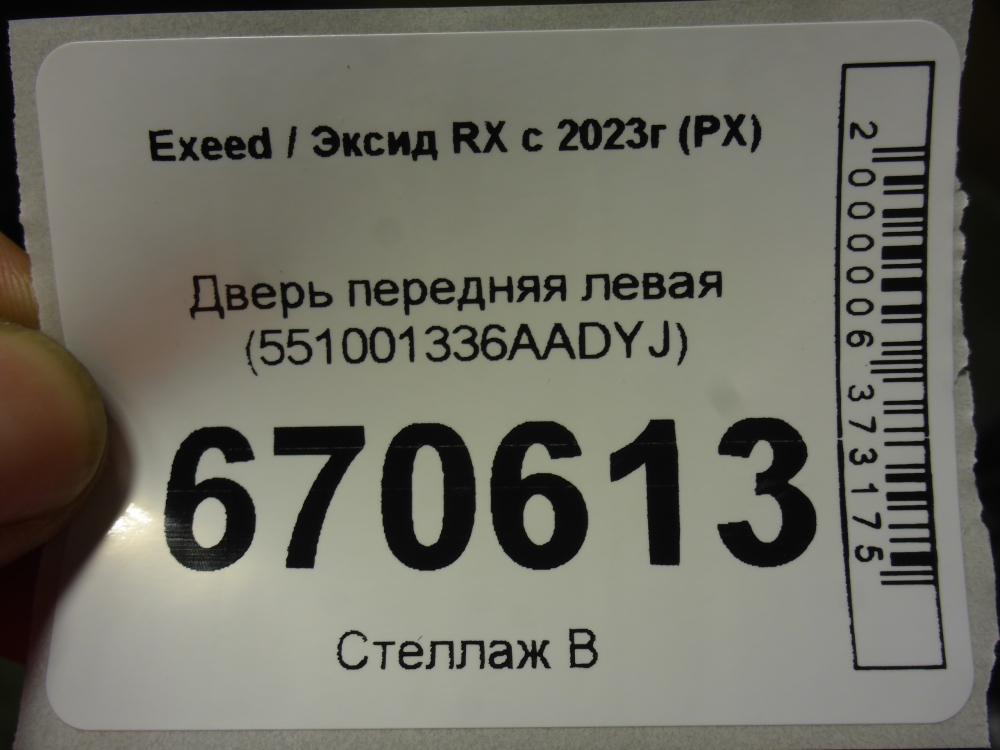 Exeed / Эксид RX с 2023г (РХ)
Дверь передняя левая
(551001336AADYJ)
670613
Стеллаж В
2000006373175